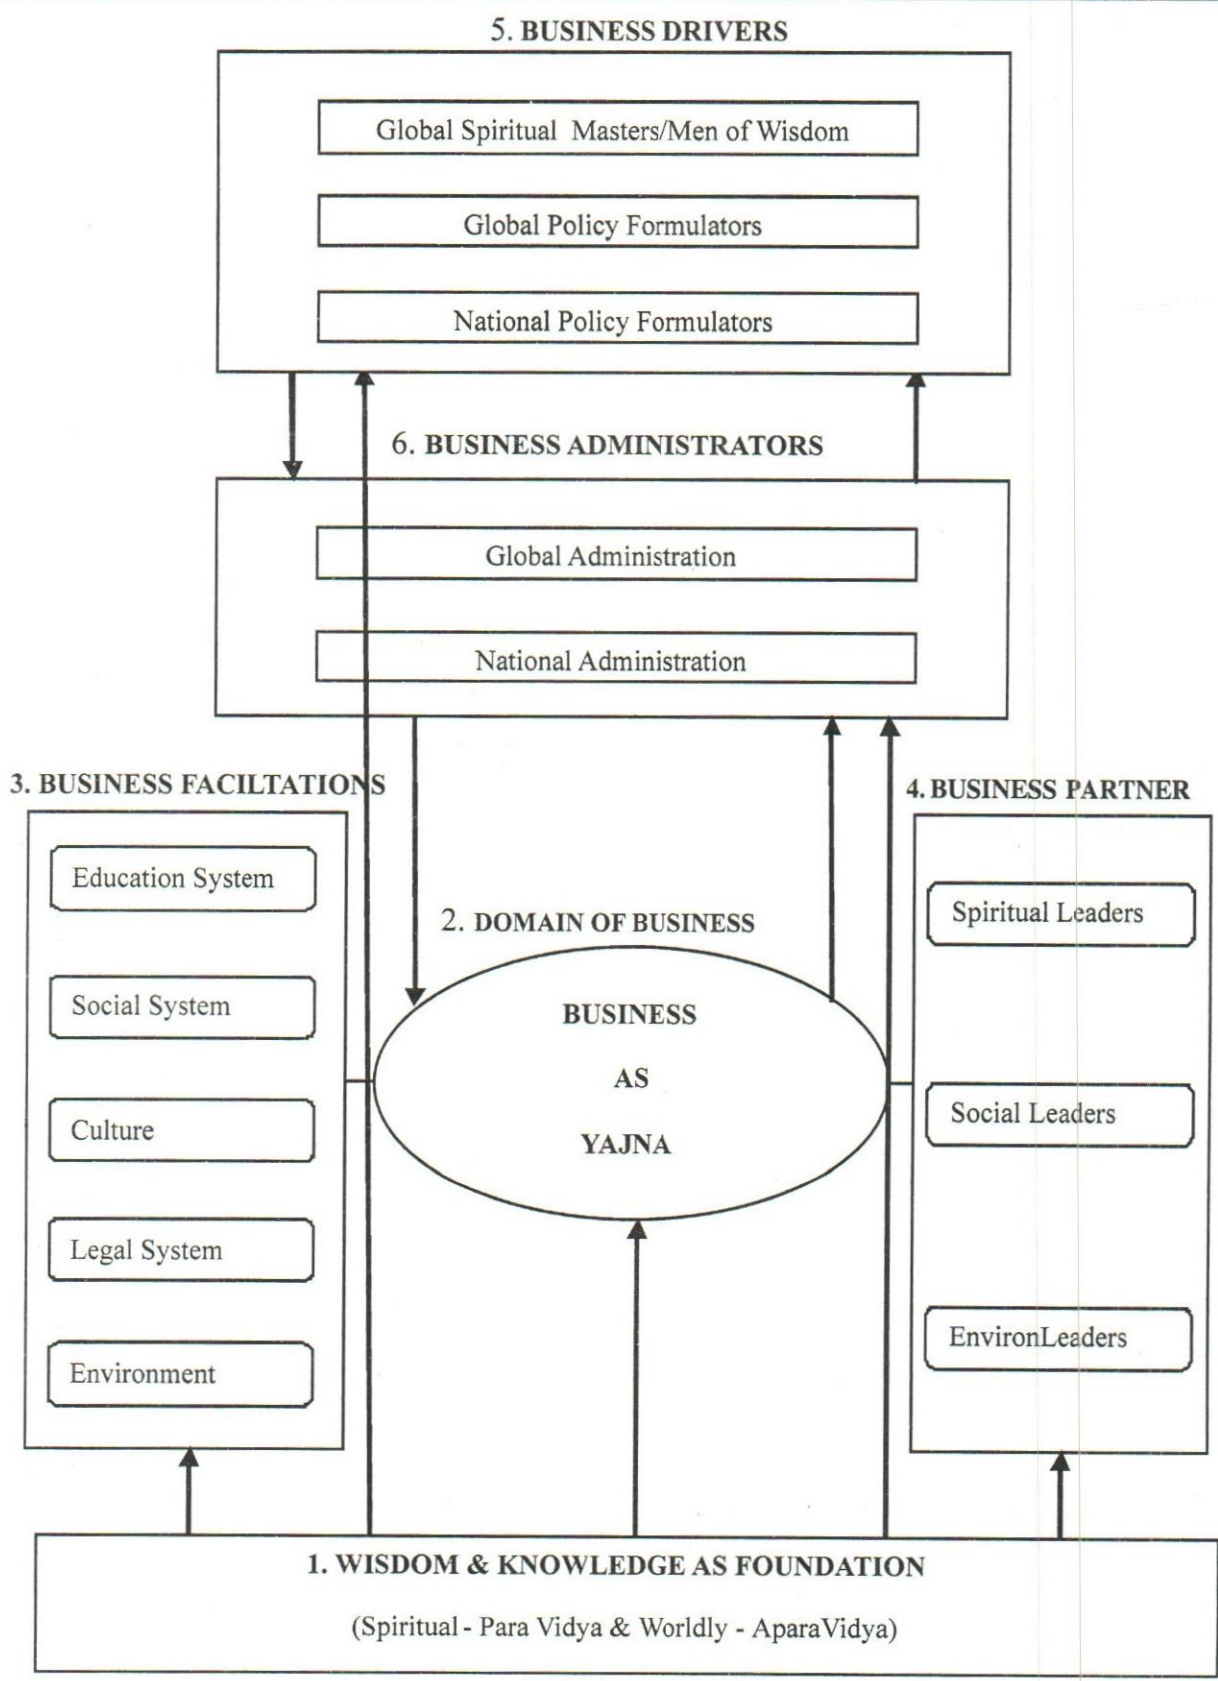 5. BUSINESS DRIVERS
Global Spiritual Masters/Men of Wisdom
Global Policy Formulators
National Policy Formulators
6. BUSINESS ADMINISTRATORS
Global Administration
National Administration
3. BUSINESS FACILTATIONS
Education System
Social System
Culture
Legal System
Environment
2. DOMAIN OF BUSINESS
BUSINESS
AS
YAJNA
4. BUSINESS PARTNER
Spiritual Leaders
Social Leaders
EnvironLeaders
1. WISDOM & KNOWLEDGE AS FOUNDATION
(Spiritual - Para Vidya & Worldly - AparaVidya)